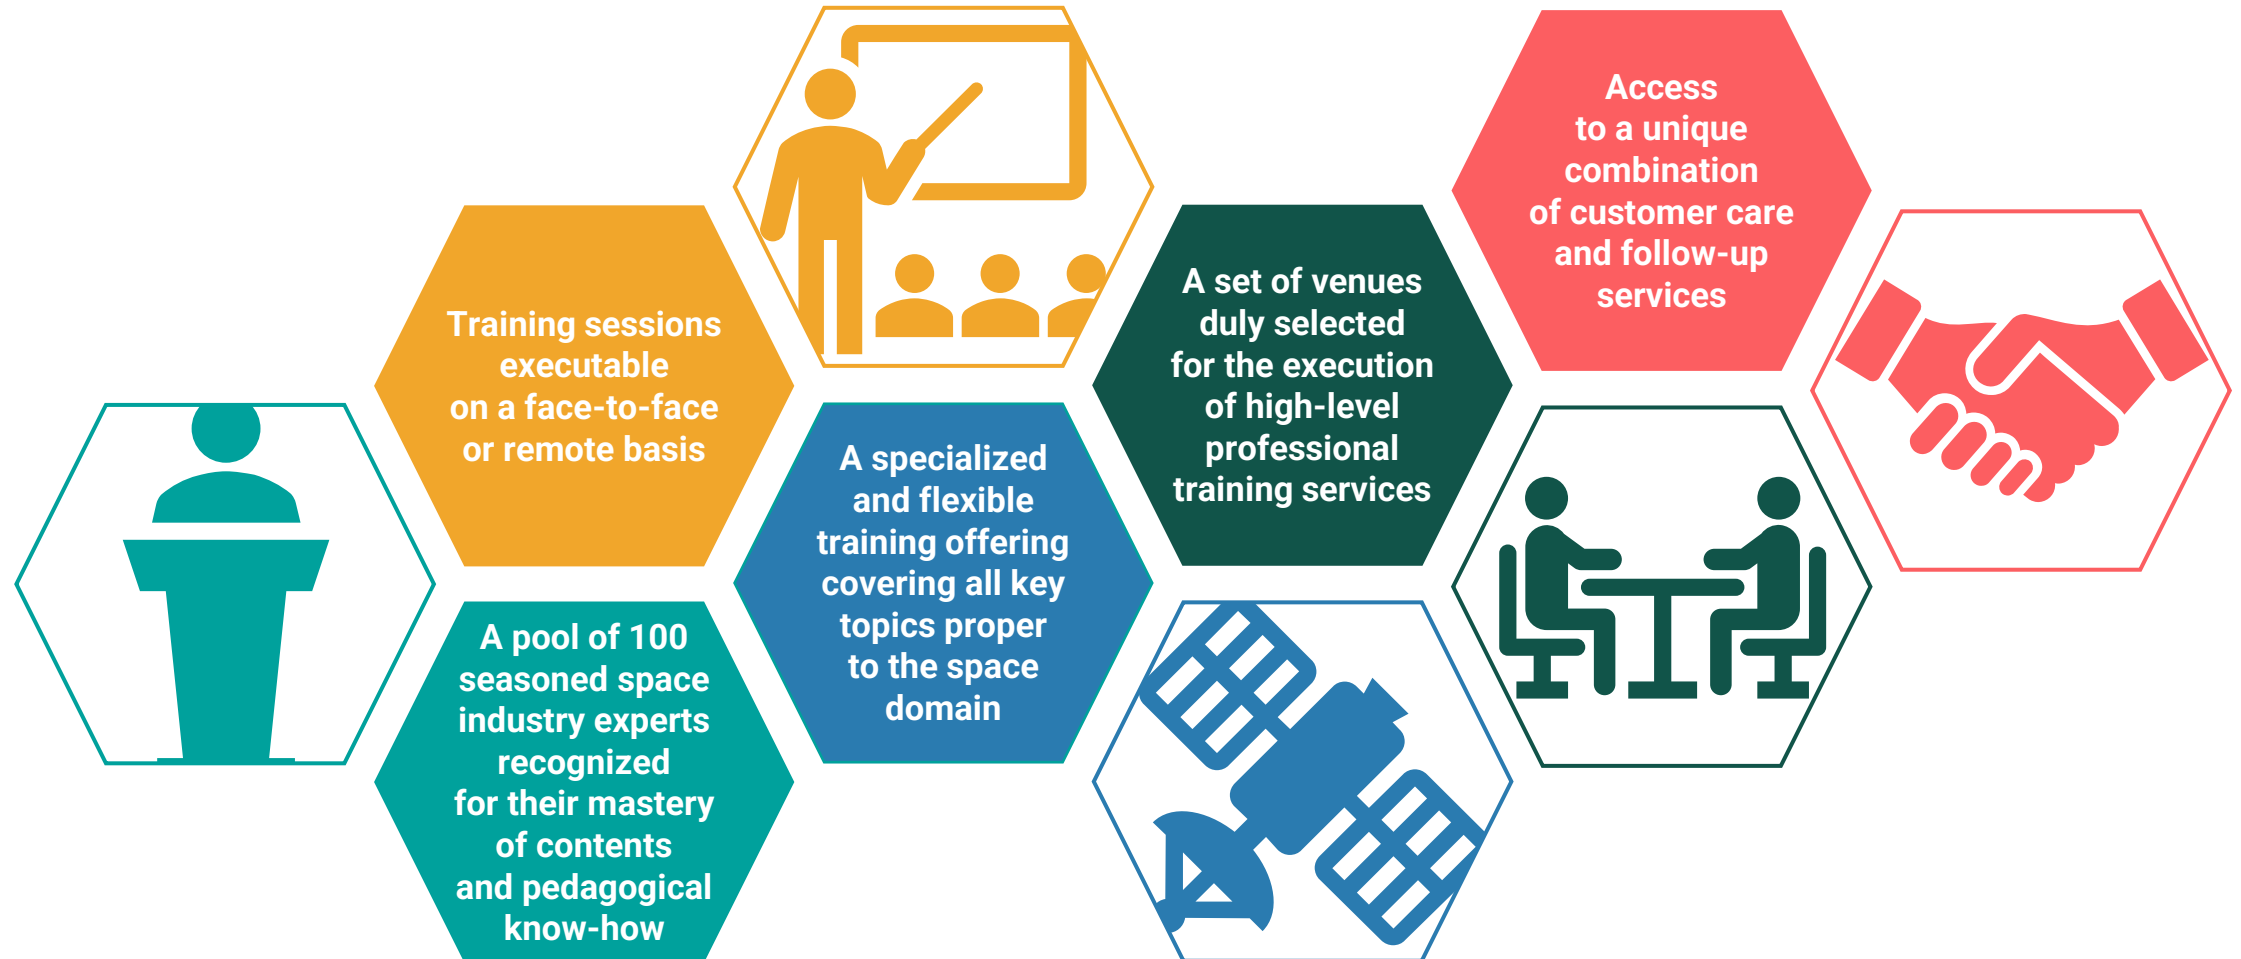 Training sessions
executable
on a face-to-face
or remote basis
A pool of 100
seasoned space
industry experts
recognized
for their mastery
of contents
and pedagogical
know-how
A specialized
and flexible
training offering
covering all key
topics proper
to the space
domain
A set of venues
duly selected
for the execution
of high-level
professional
training services
Access
to a unique
combination
of customer care
and follow-up
services